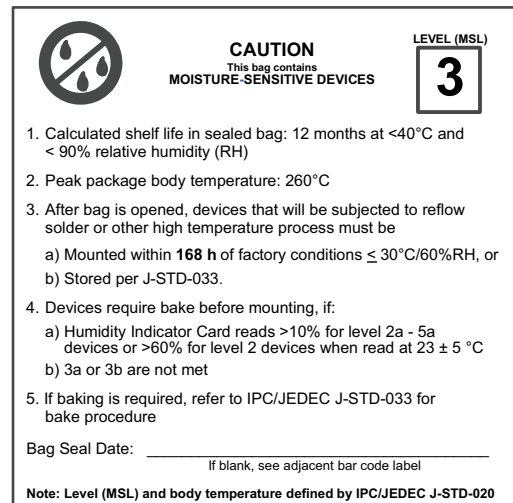 LEVEL (MSL)
CAUTION
This bag contains
MOISTURE-SENSITIVE DEVICES
3
1. Calculated shelf life in sealed bag: 12 months at <40°C and
< 90% relative humidity (RH)
2. Peak package body temperature: 260°C
3. After bag is opened, devices that will be subjected to reflow
solder or other high temperature process must be
a) Mounted within 168 h of factory conditions ≤ 30°C/60%RH, or
b) Stored per J-STD-033.
4. Devices require bake before mounting, if:
a) Humidity Indicator Card reads >10% for level 2a - 5a
devices or >60% for level 2 devices when read at 23 ± 5 °C
b) 3a or 3b are not met
5. If baking is required, refer to IPC/JEDEC J-STD-033 for
bake procedure
Bag Seal Date: ____________________
If blank, see adjacent bar code label
Note: Level (MSL) and body temperature defined by IPC/JEDEC J-STD-020